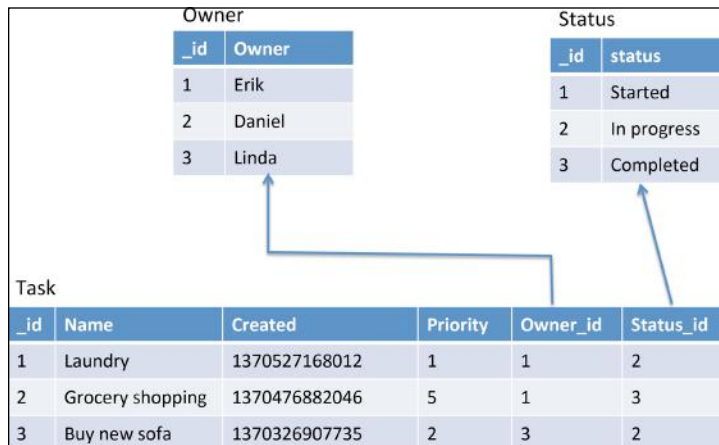 Owner
_id Owner
1 Erik
2 Daniel
3 Linda
Status
_id status
1 Started
2 In progress
3 Completed
Task
_id Name Created Priority Owner_id Status_id
1 Laundry 1370527168012 1 1 2
2 Grocery shopping 1370476882046 5 1 3
3 Buy new sofa 1370326907735 2 3 2